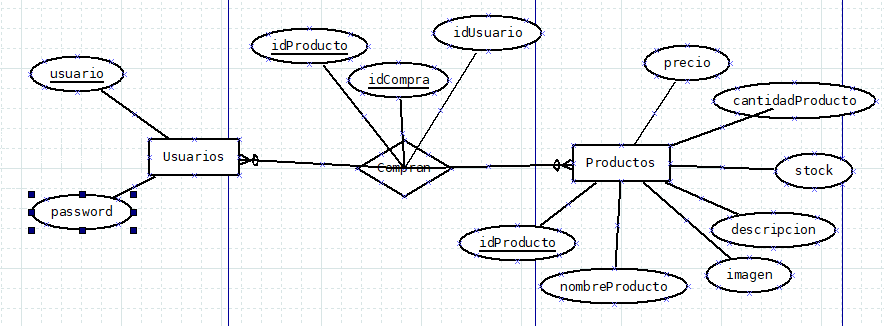 idProducto
idUsuario
usuario
idCompra
precio
cantidadProducto
Usuarios
Compran
Productos
stock
password
idProducto
descripcion
nombreProducto
imagen